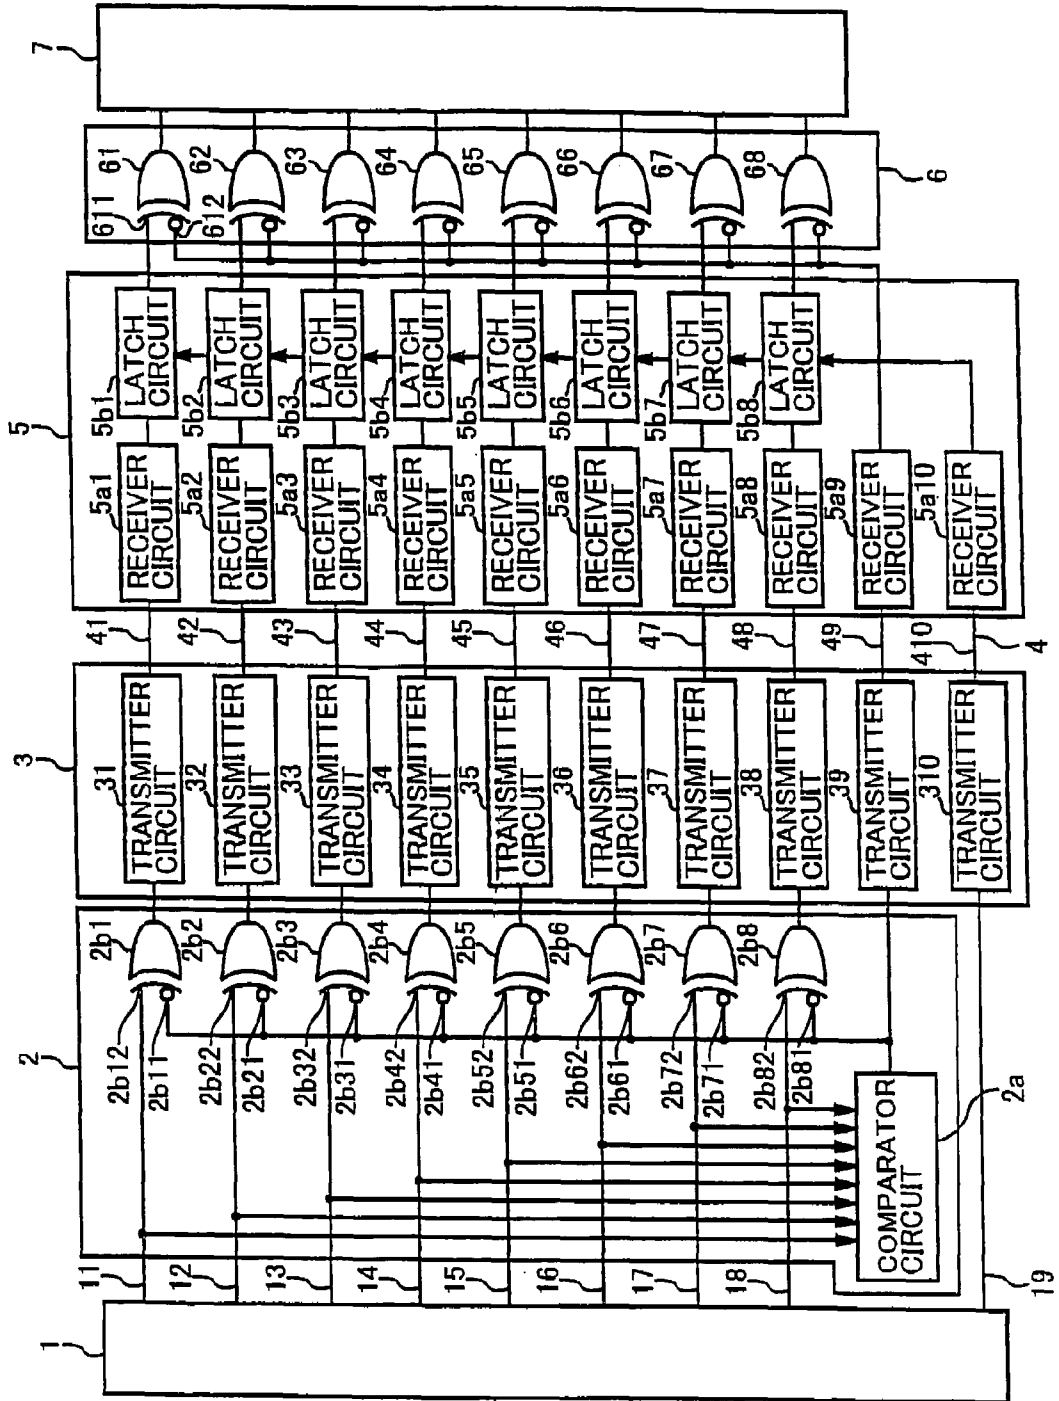 1
11
12
13
14
15
16
17
18
19
2
2b12
2b11
2b22
2b21
2b32
2b31
2b42
2b41
2b52
2b51
2b62
2b61
2b72
2b71
2b82
2b81
2b1
2b2
2b3
2b4
2b5
2b6
2b7
2b8
COMPARATOR
CIRCUIT
2a
3
31
TRANSMITTER
CIRCUIT
32
TRANSMITTER
CIRCUIT
33
TRANSMITTER
CIRCUIT
34
TRANSMITTER
CIRCUIT
35
TRANSMITTER
CIRCUIT
36
TRANSMITTER
CIRCUIT
37
TRANSMITTER
CIRCUIT
38
TRANSMITTER
CIRCUIT
39
TRANSMITTER
CIRCUIT
310
TRANSMITTER
CIRCUIT
41
42
43
44
45
46
47
48
49
410
4
5
5a1
RECEIVER
CIRCUIT
5a2
RECEIVER
CIRCUIT
5a3
RECEIVER
CIRCUIT
5a4
RECEIVER
CIRCUIT
5a5
RECEIVER
CIRCUIT
5a6
RECEIVER
CIRCUIT
5a7
RECEIVER
CIRCUIT
5a8
RECEIVER
CIRCUIT
5a9
RECEIVER
CIRCUIT
5a10
RECEIVER
CIRCUIT
5b1
LATCH
CIRCUIT
5b2
LATCH
CIRCUIT
5b3
LATCH
CIRCUIT
5b4
LATCH
CIRCUIT
5b5
LATCH
CIRCUIT
5b6
LATCH
CIRCUIT
5b7
LATCH
CIRCUIT
5b8
LATCH
CIRCUIT
611
612
61
62
63
64
65
66
67
68
6
7